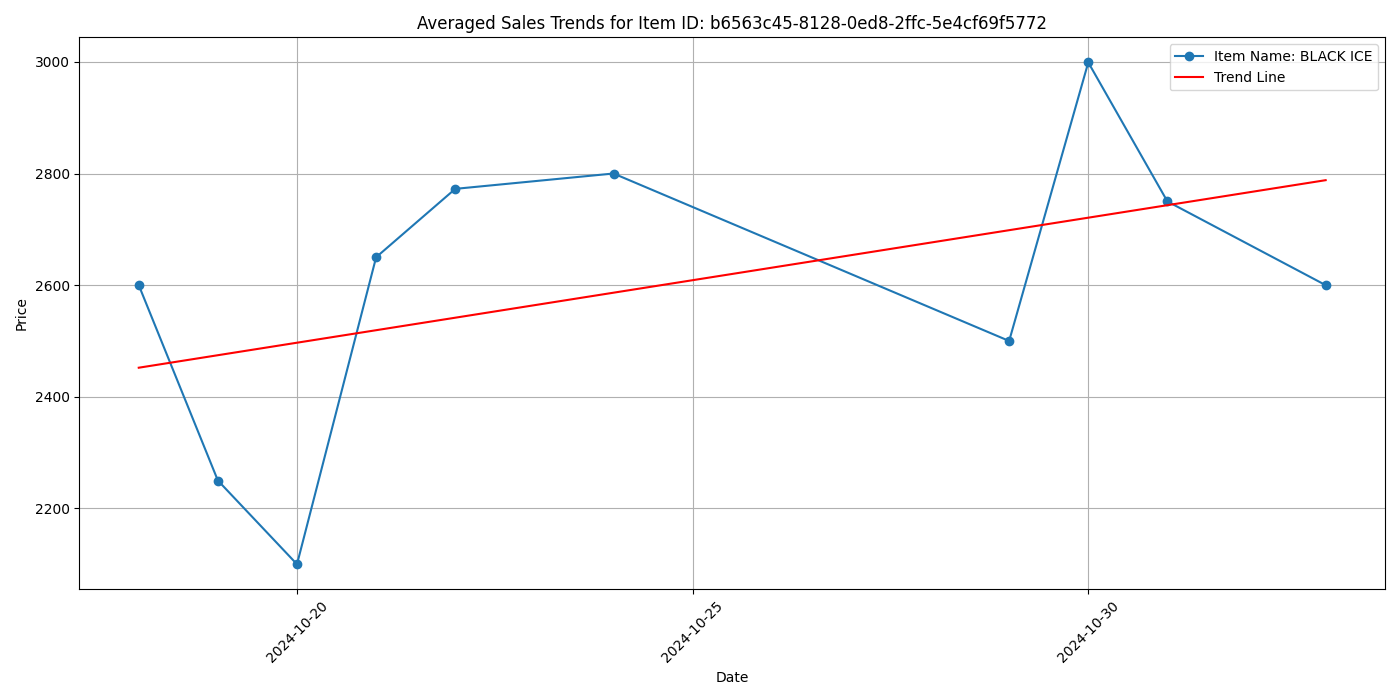 Averaged Sales Trends for Item ID: b6563c45-8128-0ed8-2ffc-5e4cf69f5772
Item Name: BLACK ICE
Trend Line
Price
3000
2800
2600
2400
2200
2024-10-20
2024-10-25
2024-10-30
Date